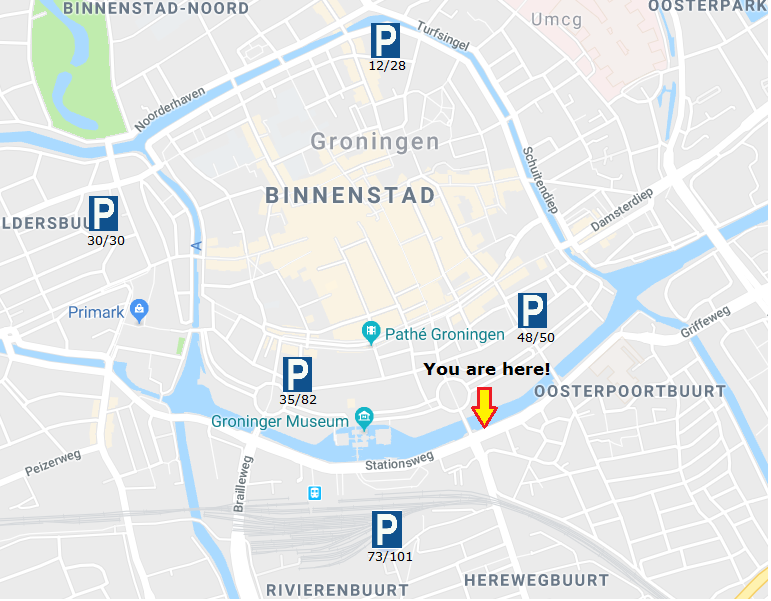 BINNENSTAD-NOORD
OOSTERPARK
Umcg
Turfsingel
P
12/28
Noorderhaven
Groningen
Schuitendiep
BINNENSTAD
Damsterdiep
P
30/30
LDERSBUU
A
Primark
P
48/50
Griffeweg
Pathé Groningen
You are here!
P
35/82
OOSTERPOORTBUURT
Groninger Museum
Stationsweg
Peizerweg
Brailleweg
P
73/101
HEREWEGBUURT
RIVIERENBUURT